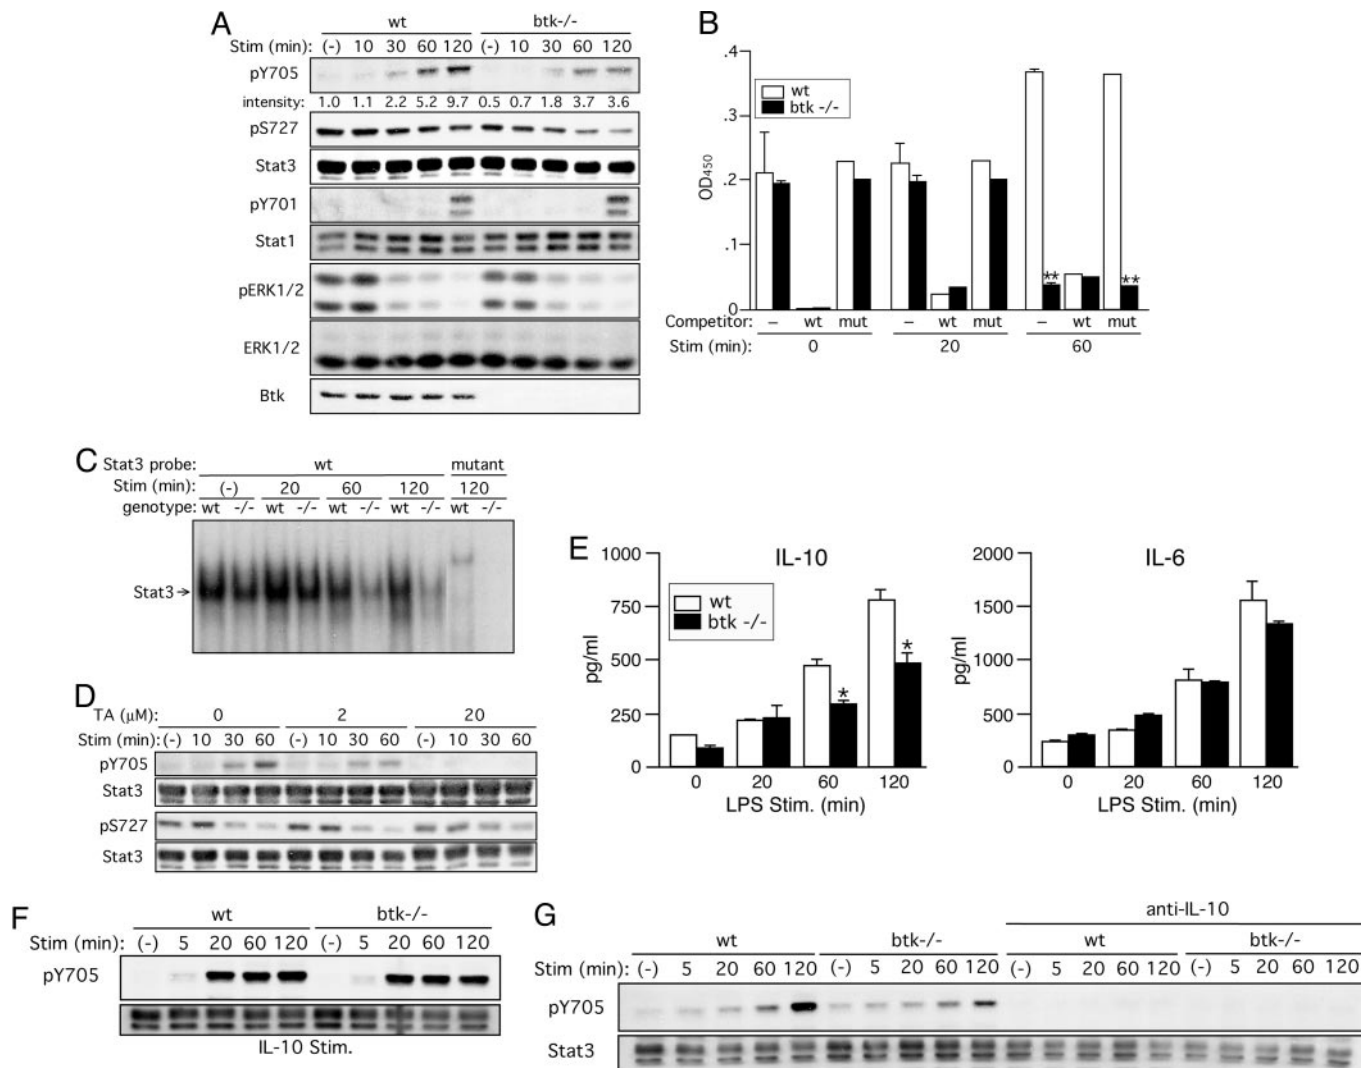 A
wt btk-/-
Stim (min): (-) 10 30 60 120 (-) 10 30 60 120
pY705
intensity: 1.0 1.1 2.2 5.2 9.7 0.5 0.7 1.8 3.7 3.6
pS727
Stat3
pY701
Stat1
pERK1/2
ERK1/2
Btk
B
.4
.3
.2
.1
0
OD450
wt
btk -/-
** **
Competitor: – wt mut – wt mut – wt mut
Stim (min): 0 20 60
C
Stat3 probe: wt mutant
Stim (min): (-) 20 60 120 120
genotype: wt -/- wt -/- wt -/- wt -/- wt -/-
Stat3→
D
TA (μM): 0 2 20
Stim (min): (-) 10 30 60 (-) 10 30 60 (-) 10 30 60
pY705
Stat3
pS727
Stat3
E
IL-10
1000
750
500
250
0
pg/ml
wt
btk -/-
* *
0 20 60 120
LPS Stim. (min)
IL-6
2000
1500
1000
500
0
pg/ml
0 20 60 120
LPS Stim. (min)
F
wt btk-/-
Stim (min): (-) 5 20 60 120 (-) 5 20 60 120
pY705
IL-10 Stim.
G
anti-IL-10
wt btk-/- wt btk-/-
Stim (min): (-) 5 20 60 120 (-) 5 20 60 120 (-) 5 20 60 120 (-) 5 20 60 120
pY705
Stat3